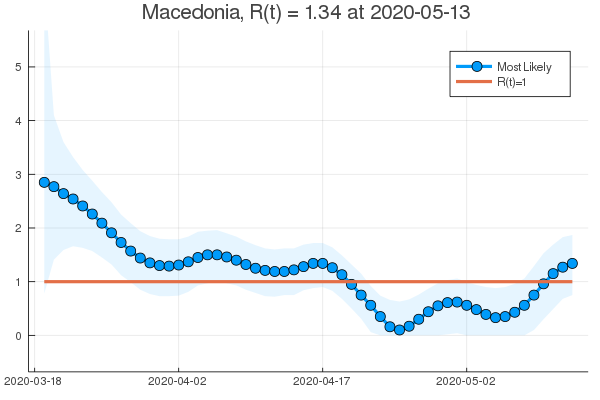 Macedonia, R(t) = 1.34 at 2020-05-13
Most Likely
R(t)=1
5
4
3
2
1
0
2020-03-18 2020-04-02 2020-04-17 2020-05-02